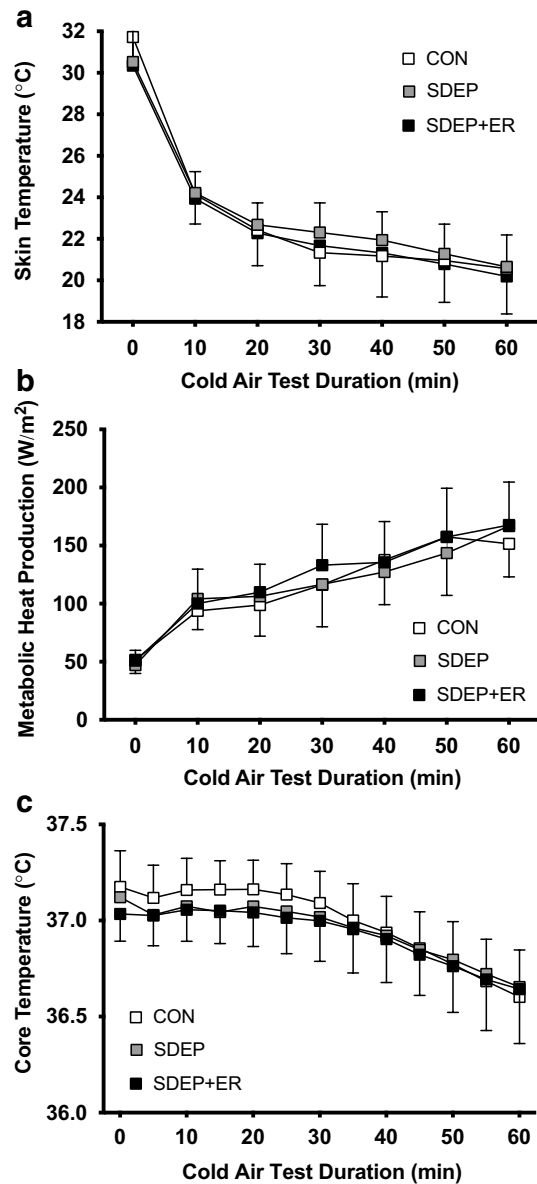 a
Skin Temperature (°C)
32
30
28
26
24
22
20
18
CON
SDEP
SDEP+ER
0 10 20 30 40 50 60
Cold Air Test Duration (min)
b
Metabolic Heat Production (W/m²)
250
200
150
100
50
0
CON
SDEP
SDEP+ER
0 10 20 30 40 50 60
Cold Air Test Duration (min)
c
Core Temperature (°C)
37.5
37.0
36.5
36.0
CON
SDEP
SDEP+ER
0 10 20 30 40 50 60
Cold Air Test Duration (min)